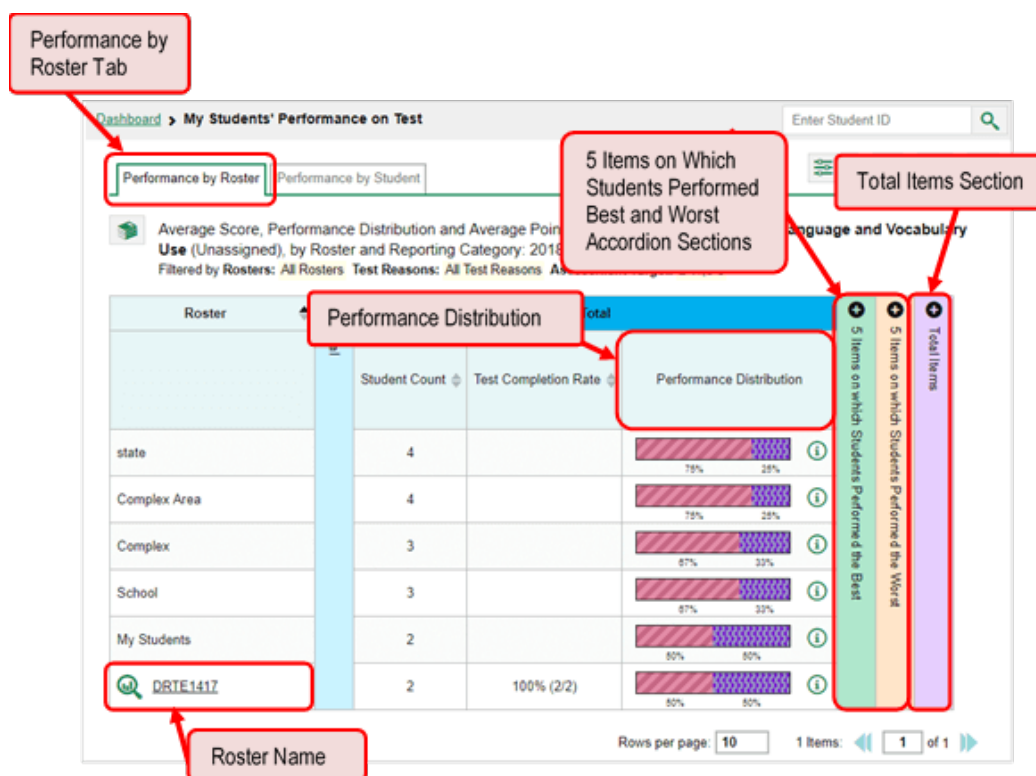 Performance by
Roster Tab
Dashboard > My Students' Performance on Test
Enter Student ID
Performance by Roster
Performance by Student
5 Items on Which
Students Performed
Best and Worst
Accordion Sections
Total Items Section
Average Score, Performance Distribution and Average Poin
anguage and Vocabulary
Use (Unassigned), by Roster and Reporting Category: 2018
Filtered by Rosters: All Rosters Test Reasons: All Test Reasons
Performance Distribution
Roster
Total
Student Count
Test Completion Rate
Performance Distribution
5 Items on which Students Performed the Best
5 Items on which Students Performed the Worst
Total Items
state
4
75% 25%
Complex Area
4
75% 25%
Complex
3
67% 33%
School
3
67% 33%
My Students
2
50% 50%
DRTE1417
2
100% (2/2)
50% 50%
Rows per page: 10
1 Items:
1 of 1
Roster Name